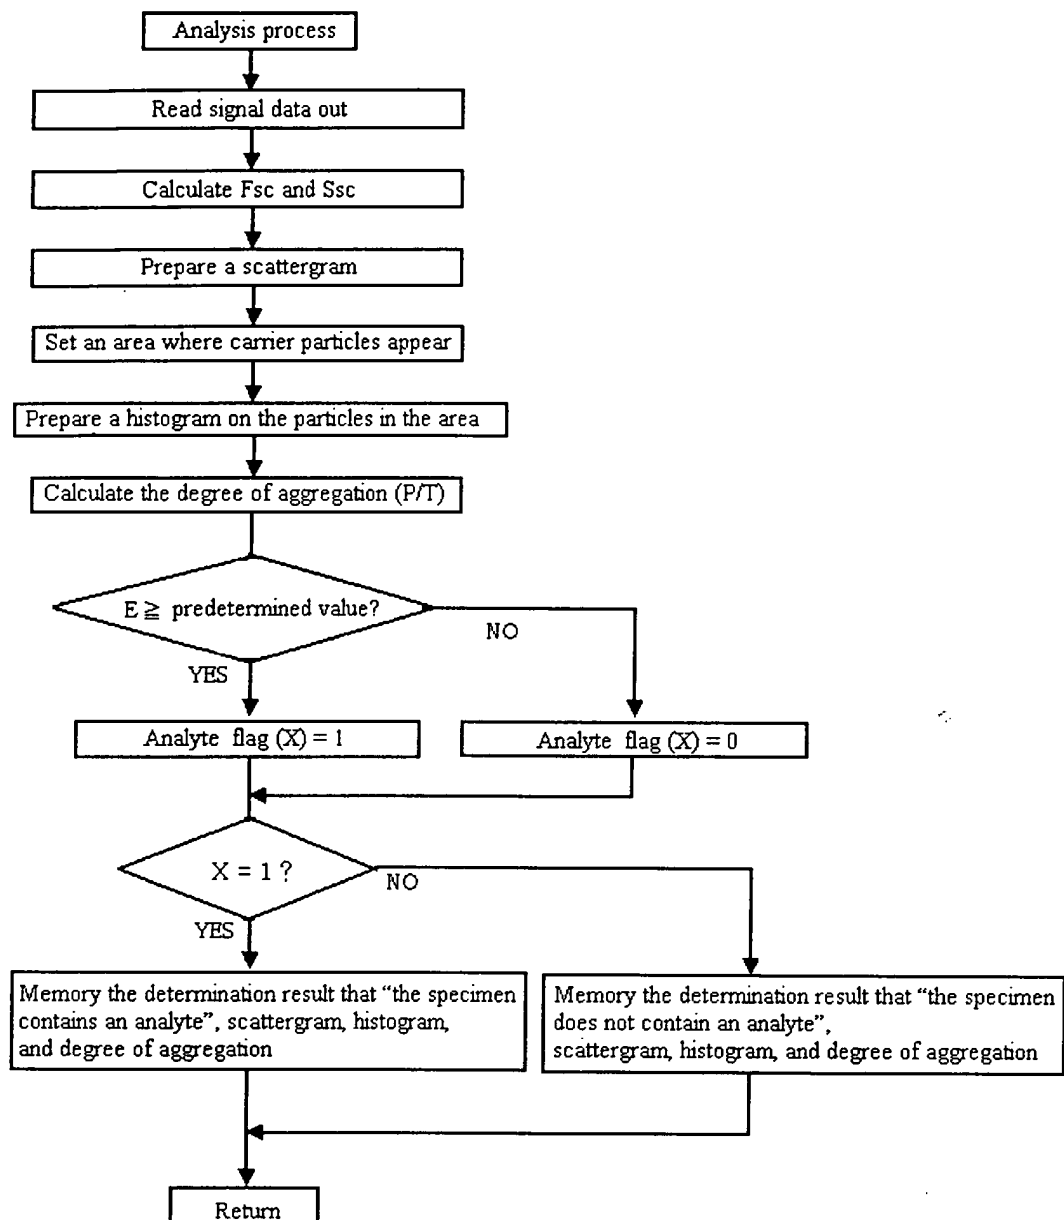 Analysis process
Read signal data out
Calculate Fsc and Ssc
Prepare a scattergram
Set an area where carrier particles appear
Prepare a histogram on the particles in the area
Calculate the degree of aggregation (P/T)
E ≧ predetermined value?
NO
YES
Analyte flag (X) = 1
Analyte flag (X) = 0
X = 1 ?
NO
YES
Memory the determination result that “the specimen
contains an analyte”, scattergram, histogram,
and degree of aggregation
Memory the determination result that “the specimen
does not contain an analyte”,
scattergram, histogram, and degree of aggregation
Return